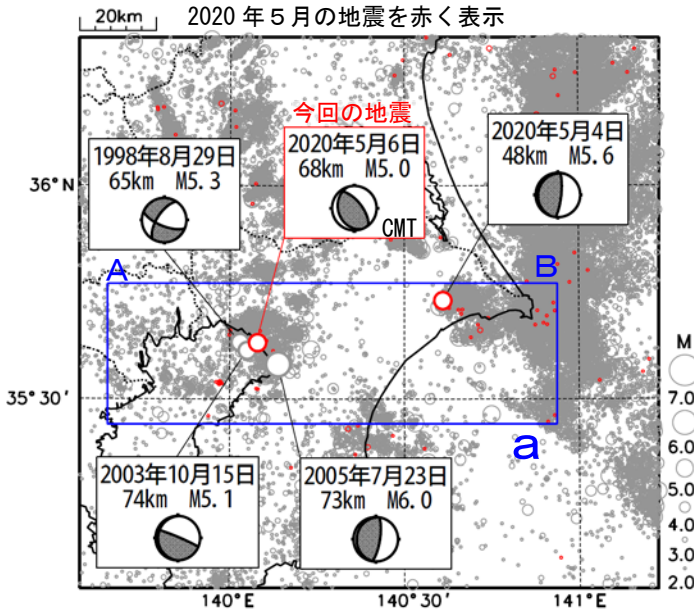 2020年5月の地震を赤く表示
20km
今回の地震
1998年8月29日
65km M5.3
2020年5月6日
68km M5.0
CMT
2020年5月4日
48km M5.6
36°N
A
B
35°30′
a
2003年10月15日
74km M5.1
2005年7月23日
73km M6.0
M
7.0
6.0
5.0
4.0
3.0
2.0
140°E
140°30′
141°E